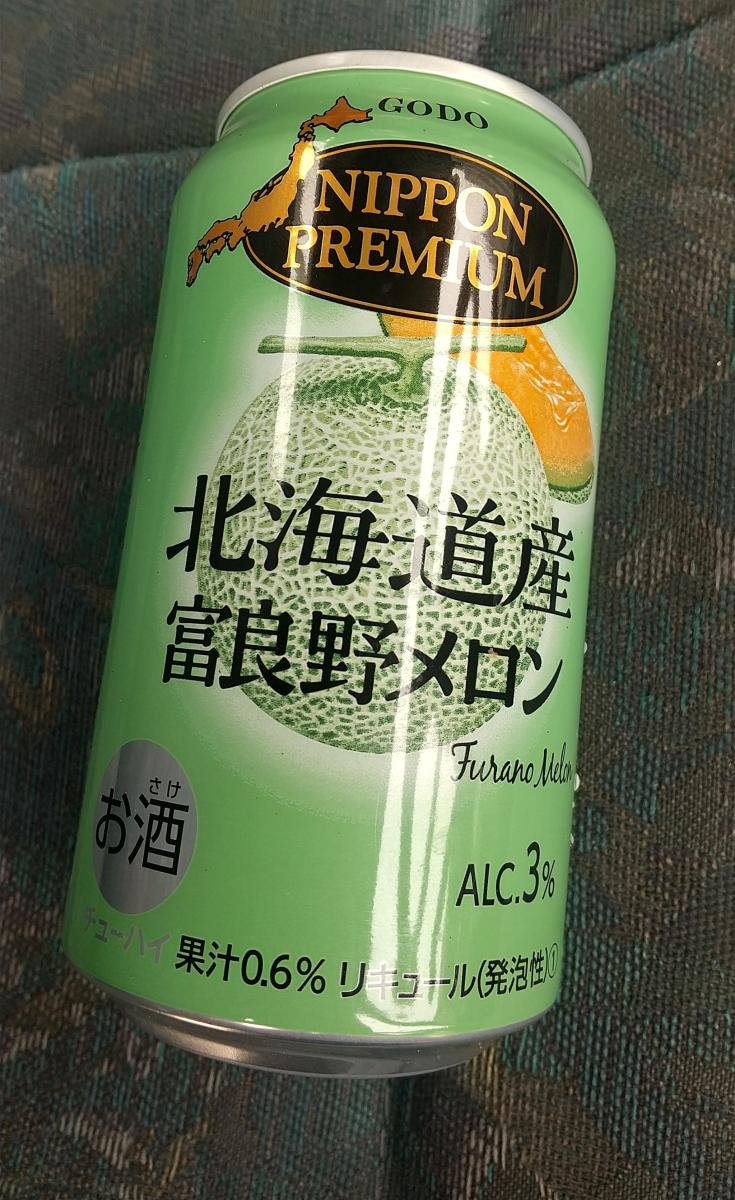 GODO
NIPPON
PREMIUM
北海道産
富良野メロン
Furano Melon
さけ
お酒
ALC.3%
チューハイ 果汁0.6% リキュール(発泡性)①